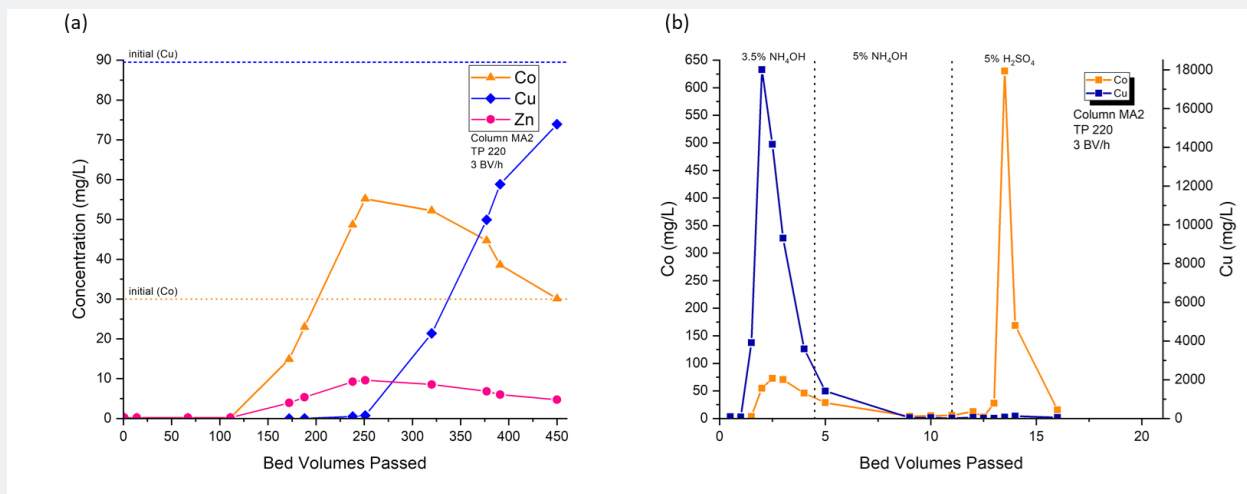 (a)
initial (Cu)
90
80
70
60
50
40
30
20
10
0
Concentration (mg/L)
Co
Cu
Zn
Column MA2
TP 220
3 BV/h
initial (Co)
0 50 100 150 200 250 300 350 400 450
Bed Volumes Passed
(b)
3.5% NH₄OH 5% NH₄OH 5% H₂SO₄
650
600
550
500
450
400
350
300
250
200
150
100
50
0
Co (mg/L)
Co
Cu
Column MA2
TP 220
3 BV/h
18000
16000
14000
12000
10000
8000
6000
4000
2000
0
Cu (mg/L)
0 5 10 15 20
Bed Volumes Passed